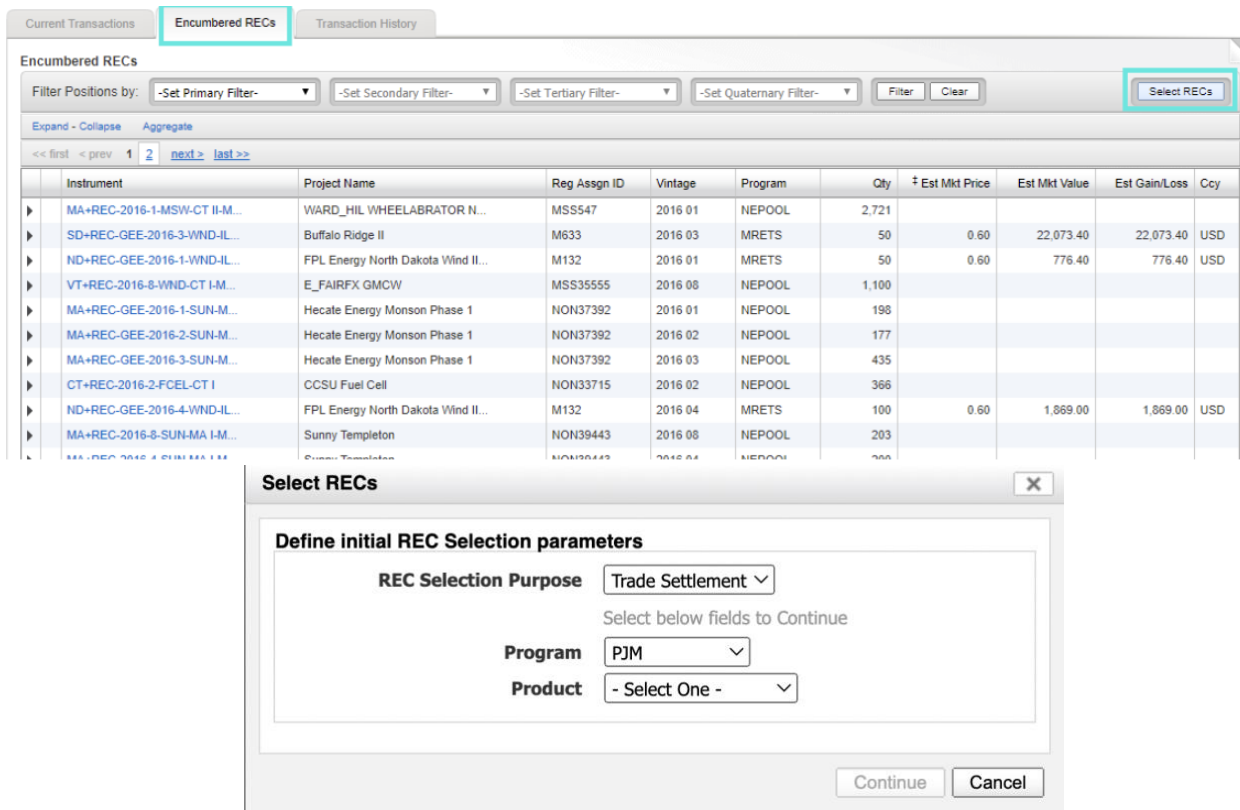 Current Transactions Encumbered RECs Transaction History
Encumbered RECs
Filter Positions by: -Set Primary Filter- -Set Secondary Filter- -Set Tertiary Filter- -Set Quaternary Filter- Filter Clear Select RECs
Expand - Collapse Aggregate
<< first < prev 1 2 next > last >>
Instrument Project Name Reg Assgn ID Vintage Program Qty ‡ Est Mkt Price Est Mkt Value Est Gain/Loss Ccy
MA+REC-2016-1-MSW-CT II-M... WARD_HIL WHEELABRATOR N... MSS547 2016 01 NEPOOL 2,721
SD+REC-GEE-2016-3-WND-IL... Buffalo Ridge II M633 2016 03 MRETS 50 0.60 22,073.40 22,073.40 USD
ND+REC-GEE-2016-1-WND-IL... FPL Energy North Dakota Wind II... M132 2016 01 MRETS 50 0.60 776.40 776.40 USD
VT+REC-2016-8-WND-CT I-M... E_FAIRFX GMCW MSS35555 2016 08 NEPOOL 1,100
MA+REC-GEE-2016-1-SUN-M... Hecate Energy Monson Phase 1 NON37392 2016 01 NEPOOL 198
MA+REC-GEE-2016-2-SUN-M... Hecate Energy Monson Phase 1 NON37392 2016 02 NEPOOL 177
MA+REC-GEE-2016-3-SUN-M... Hecate Energy Monson Phase 1 NON37392 2016 03 NEPOOL 435
CT+REC-2016-2-FCEL-CT I CCSU Fuel Cell NON33715 2016 02 NEPOOL 366
ND+REC-GEE-2016-4-WND-IL... FPL Energy North Dakota Wind II... M132 2016 04 MRETS 100 0.60 1,869.00 1,869.00 USD
MA+REC-2016-8-SUN-MA I-M... Sunny Templeton NON39443 2016 08 NEPOOL 203
MA+REC-2016-4-SUN-MA I-M... Sunny Templeton NON39443 2016 04 NEPOOL
Select RECs
Define initial REC Selection parameters
REC Selection Purpose Trade Settlement
Select below fields to Continue
Program PJM
Product - Select One -
Continue Cancel